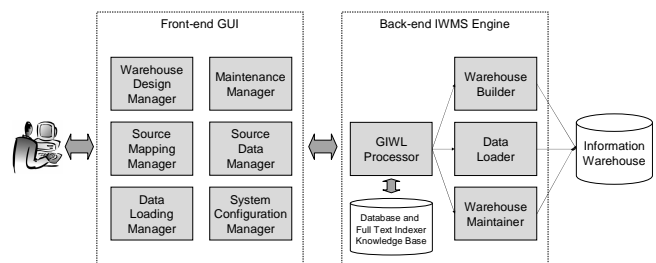 Front-end GUI
Back-end IWMS Engine
Warehouse
Design
Manager
Maintenance
Manager
Source
Mapping
Manager
Source
Data
Manager
Data
Loading
Manager
System
Configuration
Manager
GIWL
Processor
Database and
Full Text Indexer
Knowledge Base
Warehouse
Builder
Data
Loader
Warehouse
Maintainer
Information
Warehouse